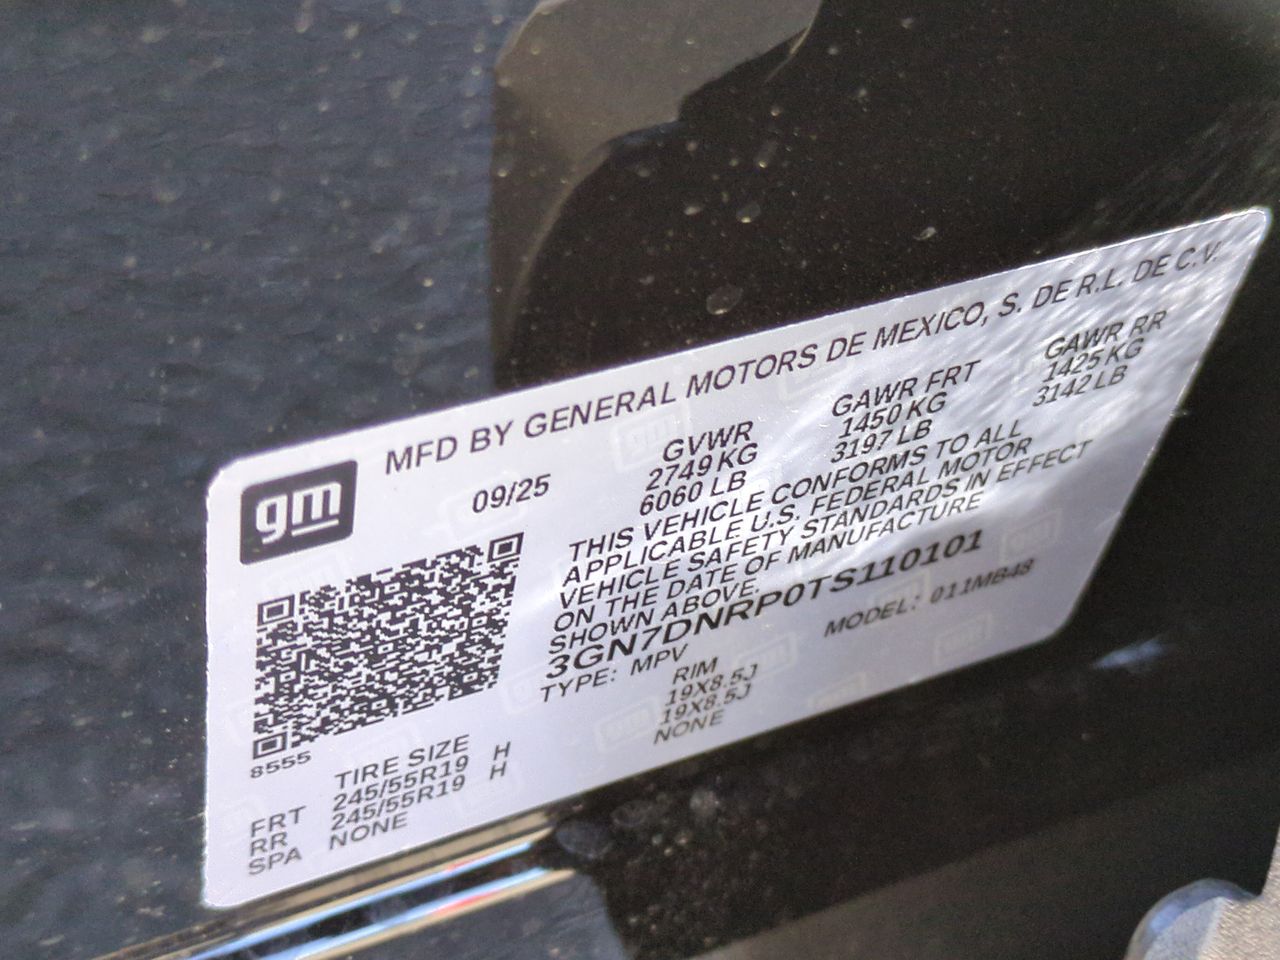 gm
MFD BY GENERAL MOTORS DE MEXICO, S. DE R.L. DE C.V.
09/25
GVWR GAWR FRT GAWR RR
2749 KG 1450 KG 1425 KG
6060 LB 3197 LB 3142 LB
THIS VEHICLE CONFORMS TO ALL
APPLICABLE U.S. FEDERAL MOTOR
VEHICLE SAFETY STANDARDS IN EFFECT
ON THE DATE OF MANUFACTURE
SHOWN ABOVE.
3GN7DNRP0TS110101
TYPE: MPV MODEL: 011MB48
8555
TIRE SIZE RIM
FRT 245/55R19 H 19X8.5J
RR 245/55R19 H 19X8.5J
SPA NONE NONE